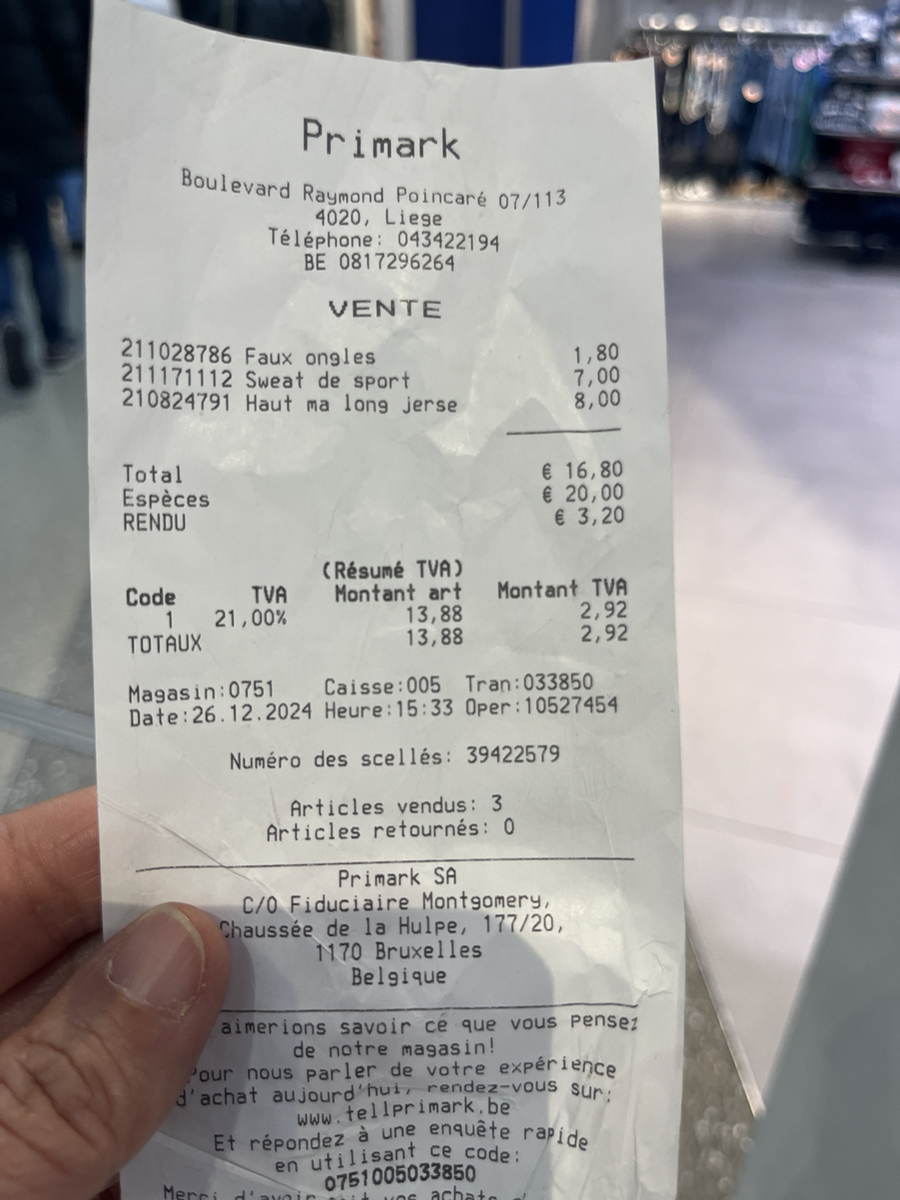 Primark
Boulevard Raymond Poincaré 07/113
4020, Liege
Téléphone: 043422194
BE 0817296264
VENTE
211028786 Faux ongles 1,80
211171112 Sweat de sport 7,00
210824791 Haut ma long jerse 8,00
Total € 16,80
Espèces € 20,00
RENDU € 3,20
(Résumé TVA)
Code TVA Montant art Montant TVA
1 21,00% 13,88 2,92
TOTAUX 13,88 2,92
Magasin:0751 Caisse:005 Tran:033850
Date:26.12.2024 Heure:15:33 Oper:10527454
Numéro des scellés: 39422579
Articles vendus: 3
Articles retournés: 0
Primark SA
C/O Fiduciaire Montgomery,
Chaussée de la Hulpe, 177/20,
1170 Bruxelles
Belgique
aimerions savoir ce que vous pensez
de notre magasin!
Pour nous parler de votre expérience
d'achat aujourd'hui, rendez-vous sur:
www.tellprimark.be
Et répondez à une enquête rapide
en utilisant ce code:
0751005033850
Merci d'avoir vos achats